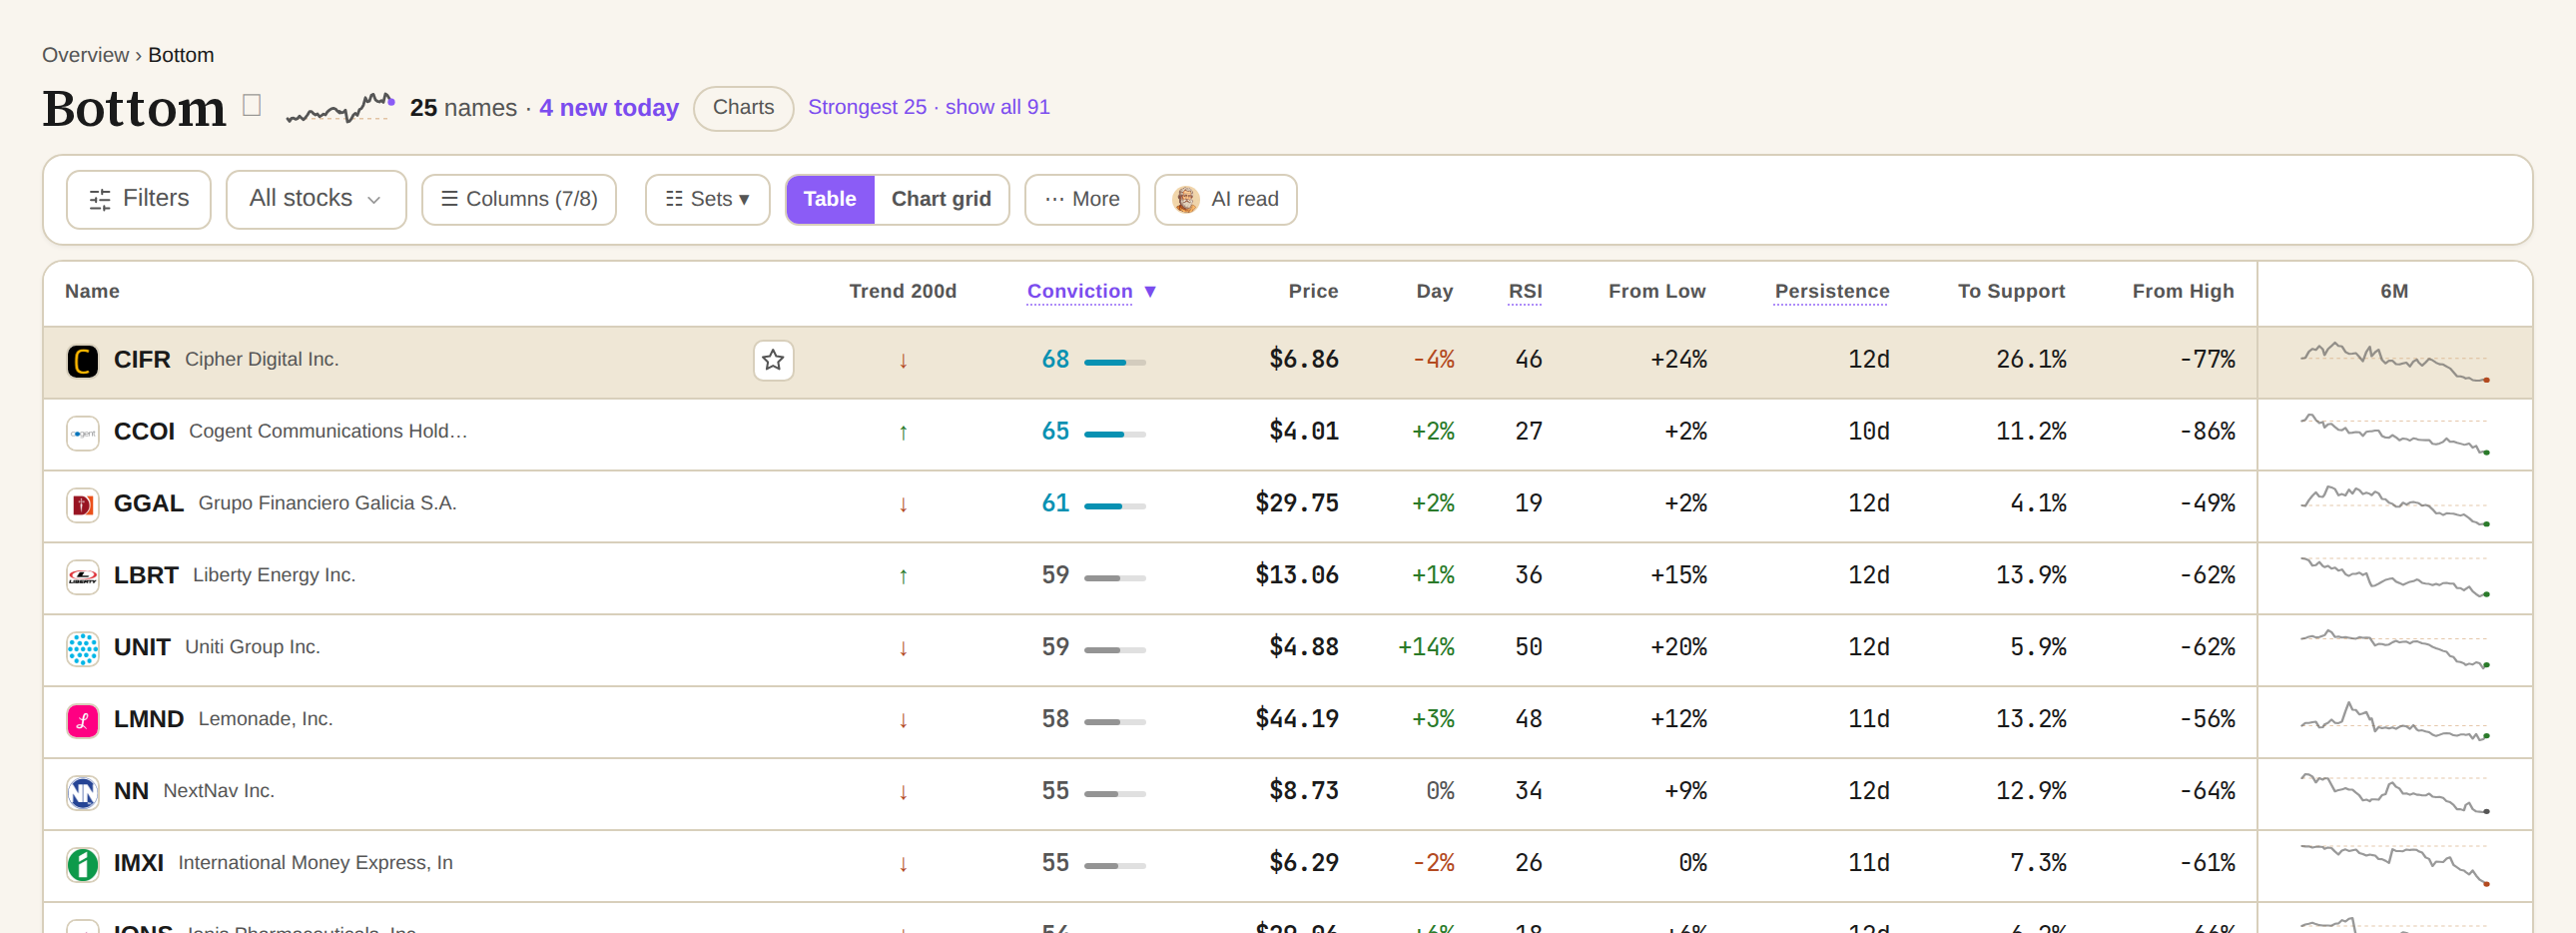 Overview › Bottom
Bottom 25 names · 4 new today Charts Strongest 25 · show all 91
Filters All stocks Columns (7/8) Sets ▾ Table Chart grid ··· More AI read
Name Trend 200d Conviction ▼ Price Day RSI From Low Persistence To Support From High 6M
CIFR Cipher Digital Inc. ↓ 68 $6.86 -4% 46 +24% 12d 26.1% -77%
cogent CCOI Cogent Communications Hold… ↑ 65 $4.01 +2% 27 +2% 10d 11.2% -86%
GGAL Grupo Financiero Galicia S.A. ↓ 61 $29.75 +2% 19 +2% 12d 4.1% -49%
LIBERTY LBRT Liberty Energy Inc. ↑ 59 $13.06 +1% 36 +15% 12d 13.9% -62%
UNIT Uniti Group Inc. ↓ 59 $4.88 +14% 50 +20% 12d 5.9% -62%
LMND Lemonade, Inc. ↓ 58 $44.19 +3% 48 +12% 11d 13.2% -56%
NN NN NextNav Inc. ↓ 55 $8.73 0% 34 +9% 12d 12.9% -64%
IMXI International Money Express, In ↓ 55 $6.29 -2% 26 0% 11d 7.3% -61%